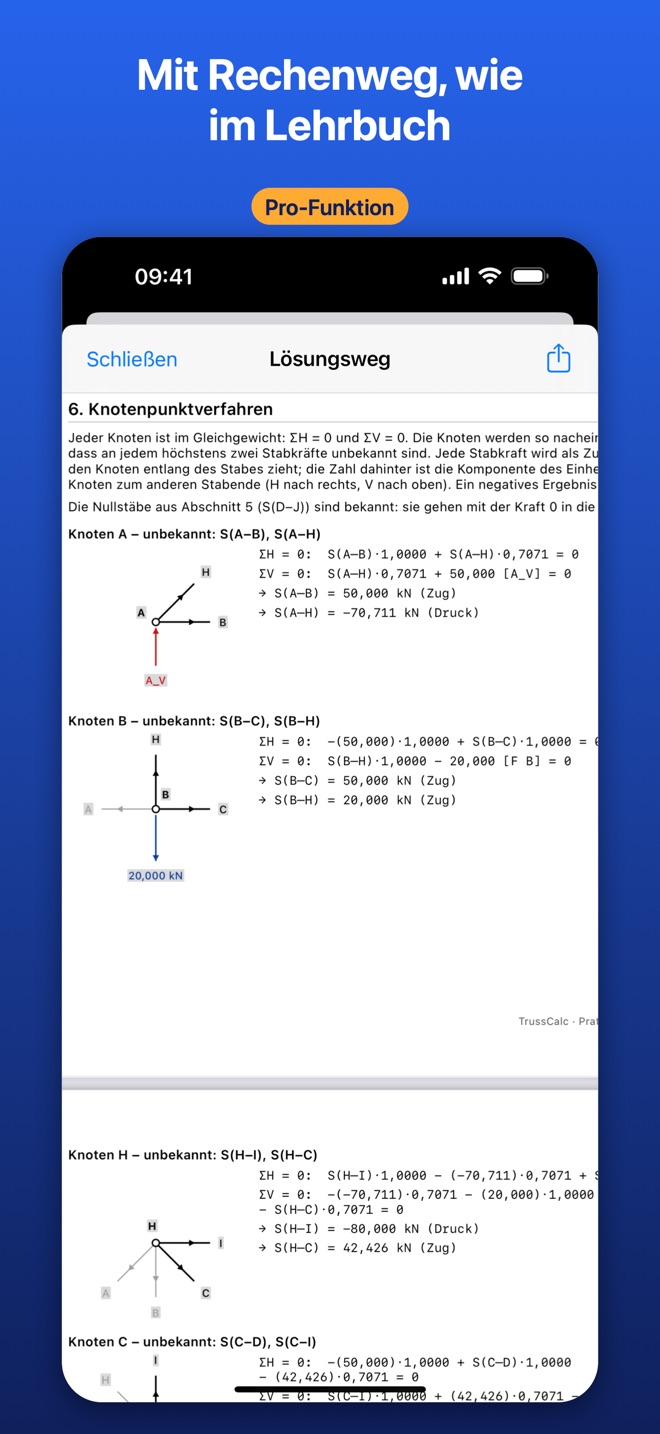 Mit Rechenweg, wie
im Lehrbuch
Pro-Funktion
09:41
Schließen
Lösungsweg
6. Knotenpunktverfahren
Jeder Knoten ist im Gleichgewicht: ΣH = 0 und ΣV = 0. Die Knoten werden so
dass an jedem höchstens zwei Stabkräfte unbekannt sind. Jede Stabkraft wird als
den Knoten entlang des Stabes zieht; die Zahl dahinter ist die Komponente des
Knoten zum anderen Stabende (H nach rechts, V nach oben). Ein negatives Ergebnis
Die Nullstäbe aus Abschnitt 5 (S(D–J)) sind bekannt: sie gehen mit der Kraft 0 in die
Knoten A – unbekannt: S(A–B), S(A–H)
ΣH = 0: S(A–B)·1,0000 + S(A–H)·0,7071 = 0
ΣV = 0: S(A–H)·0,7071 + 50,000 [A_V] = 0
→ S(A–B) = 50,000 kN (Zug)
→ S(A–H) = −70,711 kN (Druck)
H
A
B
A_V
Knoten B – unbekannt: S(B–C), S(B–H)
ΣH = 0: −(50,000)·1,0000 + S(B–C)·1,0000 =
ΣV = 0: S(B–H)·1,0000 − 20,000 [F B] = 0
→ S(B–C) = 50,000 kN (Zug)
→ S(B–H) = 20,000 kN (Zug)
H
B
A
C
20,000 kN
TrussCalc ·
Knoten H – unbekannt: S(H–I), S(H–C)
ΣH = 0: S(H–I)·1,0000 − (−70,711)·0,7071 +
ΣV = 0: −(−70,711)·0,7071 − (20,000)·1,0000
− S(H–C)·0,7071 = 0
→ S(H–I) = −80,000 kN (Druck)
→ S(H–C) = 42,426 kN (Zug)
H
I
A
C
B
Knoten C – unbekannt: S(C–D), S(C–I)
ΣH = 0: −(50,000)·1,0000 + S(C–D)·1,0000
− (42,426)·0,7071 = 0
ΣV = 0: S(C–I)·1,0000 + (42,426)·0,7071 −
I
H